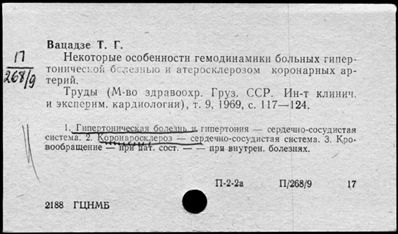 Вацадзе Т. Г.
17
268/9
Некоторые особенности гемодинамики больных гипер-
тонической болезнью и атеросклерозом коронарных ар-
терий.
Труды (М-во здравоохр. Груз. ССР. Ин-т клинич.
и эксперим. кардиологии), т. 9, 1969, с. 117—124.
1. Гипертоническая болезнь и гипертония — сердечно-сосудистая
система. 2. Коронаросклероз — сердечно-сосудистая система. 3. Кро-
вообращение — при пат. сост. — — при внутрен. болезнях.
П-2-2а П/268/9 17
2188 ГЦНМБ